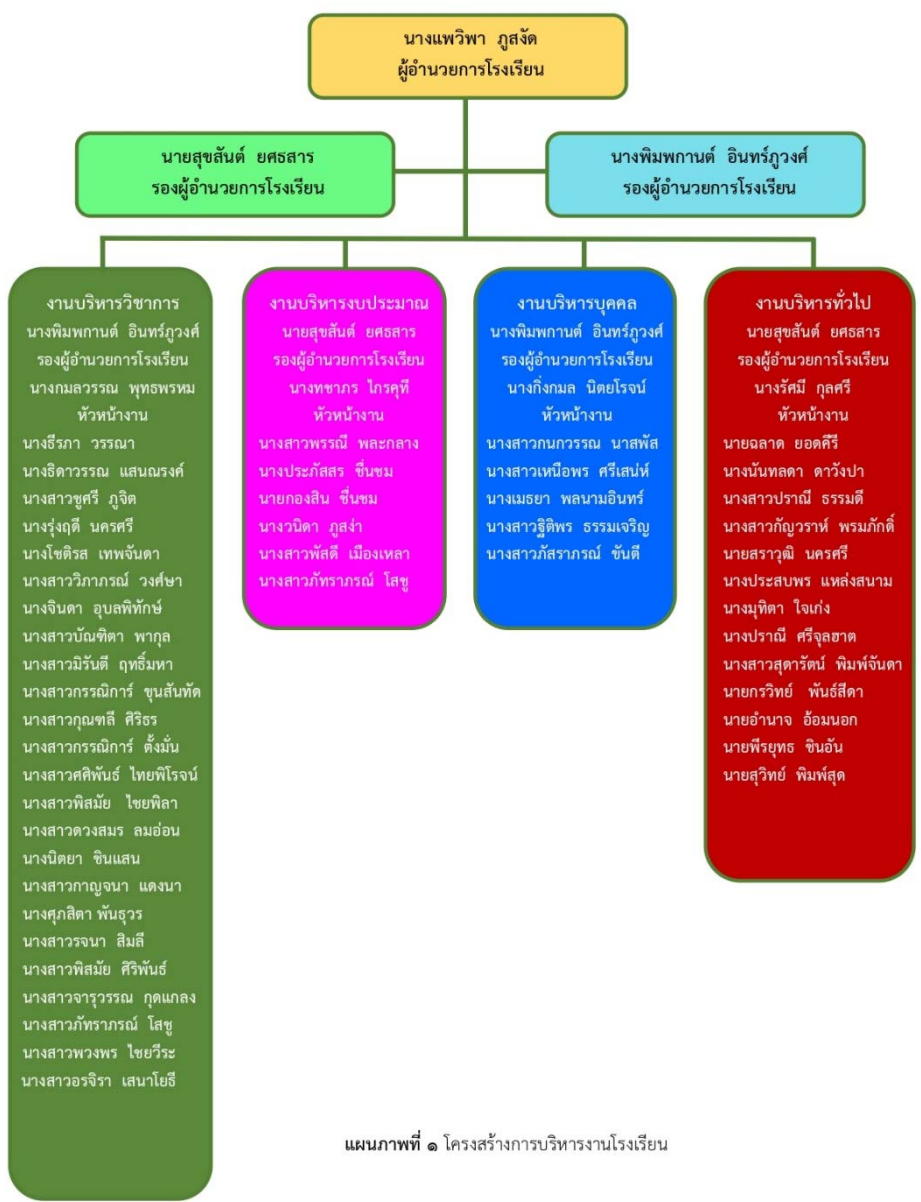 นางแพวิพา ภูสงัด
ผู้อำนวยการโรงเรียน
นายสุขสันต์ ยศธสาร
รองผู้อำนวยการโรงเรียน
นางพิมพกานต์ อินทร์ภูวงศ์
รองผู้อำนวยการโรงเรียน
งานบริหารวิชาการ
นางพิมพกานต์ อินทร์ภูวงศ์
รองผู้อำนวยการโรงเรียน
นางกมลวรรณ พุทธพรหม
หัวหน้างาน
นางธีรภา วรรณา
นางธิดาวรรณ แสนณรงค์
นางสาวชูศรี ภูจิต
นางรุ่งฤดี นครศรี
นางโชติรส เทพจันดา
นางสาววิภาภรณ์ วงศ์ษา
นางจินดา อุบลพิทักษ์
นางสาวบัณฑิตา พากุล
นางสาวมิรันตี ฤทธิ์มหา
นางสาวกรรณิการ์ ขุนสันทัด
นางสาวกุณฑลี ศิริธร
นางสาวกรรณิการ์ ตั้งมั่น
นางสาวศศิพันธ์ ไทยพิโรจน์
นางสาวพิสมัย ไชยพิลา
นางสาวดวงสมร ลมอ่อน
นางนิตยา ชินแสน
นางสาวกาญจนา แดงนา
นางศุภสิตา พันธุวร
นางสาวรจนา สิมลี
นางสาวพิสมัย ศิริพันธ์
นางสาวจารุวรรณ กุดแกลง
นางสาวภัทราภรณ์ โสชู
นางสาวพวงพร ไชยวีระ
นางสาวอรจิรา เสนาโยธี
งานบริหารงบประมาณ
นายสุขสันต์ ยศธสาร
รองผู้อำนวยการโรงเรียน
นางทชาภร ไกรคุที
หัวหน้างาน
นางสาวพรรณี พละกลาง
นางประภัสสร ชื่นชม
นายกองสิน ชื่นชม
นางวนิดา ภูสง่า
นางสาวพัสดี เมืองเหลา
นางสาวภัทราภรณ์ โสชู
งานบริหารบุคคล
นางพิมพกานต์ อินทร์ภูวงศ์
รองผู้อำนวยการโรงเรียน
นางกิ่งกมล นิตยโรจน์
หัวหน้างาน
นางสาวกนกวรรณ นาสพัส
นางสาวเหนือพร ศรีเสน่ห์
นางเมธยา พลนามอินทร์
นางสาวฐิติพร ธรรมเจริญ
นางสาวภัสราภรณ์ ขันตี
งานบริหารทั่วไป
นายสุขสันต์ ยศธสาร
รองผู้อำนวยการโรงเรียน
นางรัศมี กุลศรี
หัวหน้างาน
นายฉลาด ยอดคีรี
นางนันทลดา ดาวังปา
นางสาวปราณี ธรรมดี
นางสาวกัญวราห์ พรมภักดิ์
นายสราวุฒิ นครศรี
นางประสบพร แหล่งสนาม
นางมุทิตา ใจเก่ง
นางปราณี ศรีจุลฮาต
นางสาวสุดารัตน์ พิมพ์จันดา
นายกรวิทย์ พันธ์สีดา
นายอำนาจ อ้อมนอก
นายพีรยุทธ ชินอัน
นายสุวิทย์ พิมพ์สุด
แผนภาพที่ ๑ โครงสร้างการบริหารงานโรงเรียน